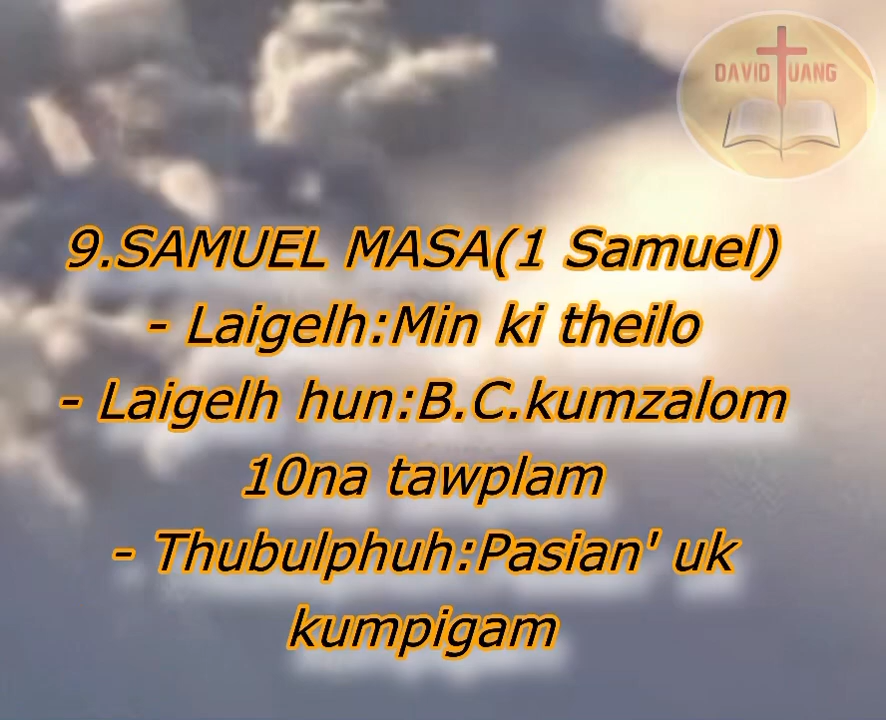 DAVID TUANG
9.SAMUEL MASA(1 Samuel)
- Laigelh:Min ki theilo
- Laigelh hun:B.C.kumzalom
10na tawplam
- Thubulphuh:Pasian' uk
kumpigam